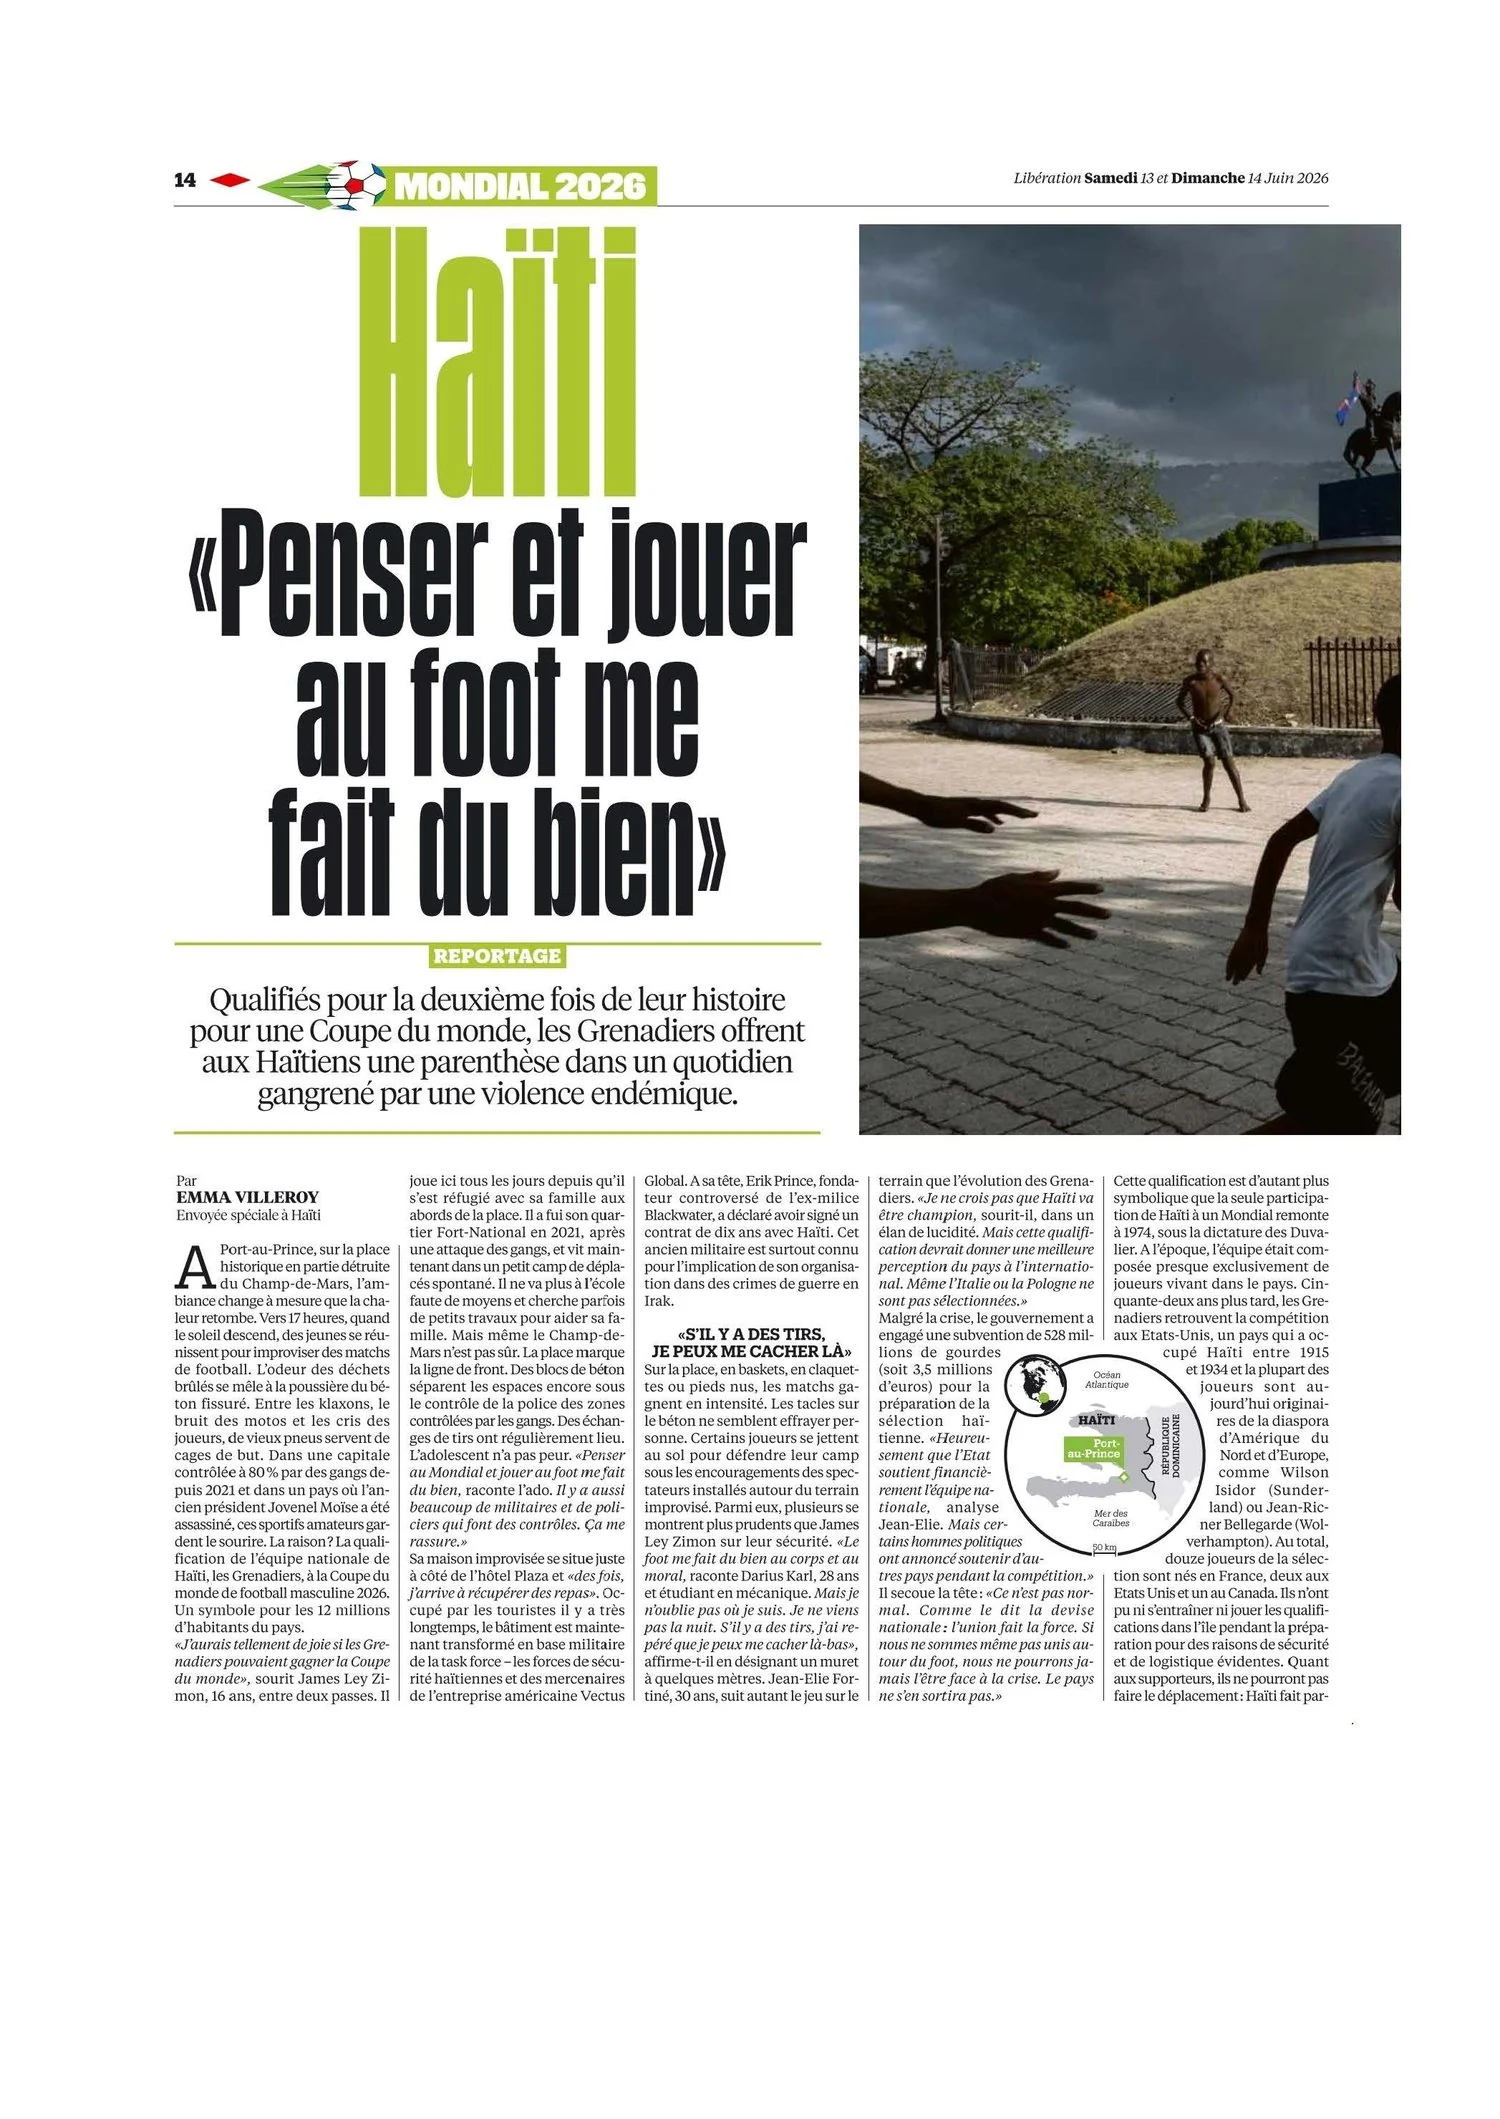 14
MONDIAL 2026
Libération Samedi 13 et Dimanche 14 Juin 2026
Haïti
«Penser et jouer
au foot me
fait du bien»
REPORTAGE
Qualifiés pour la deuxième fois de leur histoire
pour une Coupe du monde, les Grenadiers offrent
aux Haïtiens une parenthèse dans un quotidien
gangrené par une violence endémique.
BALENCIA
Par
EMMA VILLEROY
Envoyée spéciale à Haïti
A Port-au-Prince, sur la place
historique en partie détruite
du Champ-de-Mars, l'am-
biance change à mesure que la cha-
leur retombe. Vers 17 heures, quand
le soleil descend, des jeunes se réu-
nissent pour improviser des matchs
de football. L'odeur des déchets
brûlés se mêle à la poussière du bé-
ton fissuré. Entre les klaxons, le
bruit des motos et les cris des
joueurs, de vieux pneus servent de
cages de but. Dans une capitale
contrôlée à 80 % par des gangs de-
puis 2021 et dans un pays où l'an-
cien président Jovenel Moïse a été
assassiné, ces sportifs amateurs gar-
dent le sourire. La raison ? La quali-
fication de l'équipe nationale de
Haïti, les Grenadiers, à la Coupe du
monde de football masculine 2026.
Un symbole pour les 12 millions
d'habitants du pays.
«J'aurais tellement de joie si les Gre-
nadiers pouvaient gagner la Coupe
du monde», sourit James Ley Zi-
mon, 16 ans, entre deux passes. Il
joue ici tous les jours depuis qu'il
s'est réfugié avec sa famille aux
abords de la place. Il a fui son quar-
tier Fort-National en 2021, après
une attaque des gangs, et vit main-
tenant dans un petit camp de dépla-
cés spontané. Il ne va plus à l'école
faute de moyens et cherche parfois
de petits travaux pour aider sa fa-
mille. Mais même le Champ-de-
Mars n'est pas sûr. La place marque
la ligne de front. Des blocs de béton
séparent les espaces encore sous
le contrôle de la police des zones
contrôlées par les gangs. Des échan-
ges de tirs ont régulièrement lieu.
L'adolescent n'a pas peur. «Penser
au Mondial et jouer au foot me fait
du bien, raconte l'ado. Il y a aussi
beaucoup de militaires et de poli-
ciers qui font des contrôles. Ça me
rassure.»
Sa maison improvisée se situe juste
à côté de l'hôtel Plaza et «des fois,
j'arrive à récupérer des repas». Oc-
cupé par les touristes il y a très
longtemps, le bâtiment est mainte-
nant transformé en base militaire
de la task force – les forces de sécu-
rité haïtiennes et des mercenaires
de l'entreprise américaine Vectus
Global. A sa tête, Erik Prince, fonda-
teur controversé de l'ex-milice
Blackwater, a déclaré avoir signé un
contrat de dix ans avec Haïti. Cet
ancien militaire est surtout connu
pour l'implication de son organisa-
tion dans des crimes de guerre en
Irak.
«S'IL Y A DES TIRS,
JE PEUX ME CACHER LÀ»
Sur la place, en baskets, en claquet-
tes ou pieds nus, les matchs ga-
gnent en intensité. Les tacles sur
le béton ne semblent effrayer per-
sonne. Certains joueurs se jettent
au sol pour défendre leur camp
sous les encouragements des spec-
tateurs installés autour du terrain
improvisé. Parmi eux, plusieurs se
montrent plus prudents que James
Ley Zimon sur leur sécurité. «Le
foot me fait du bien au corps et au
moral, raconte Darius Karl, 28 ans
et étudiant en mécanique. Mais je
n'oublie pas où je suis. Je ne viens
pas la nuit. S'il y a des tirs, j'ai re-
péré que je peux me cacher là-bas»,
affirme-t-il en désignant un muret
à quelques mètres. Jean-Elie For-
tiné, 30 ans, suit autant le jeu sur le
terrain que l'évolution des Grena-
diers. «Je ne crois pas que Haïti va
être champion, sourit-il, dans un
élan de lucidité. Mais cette qualifi-
cation devrait donner une meilleure
perception du pays à l'internatio-
nal. Même l'Italie ou la Pologne ne
sont pas sélectionnées.»
Malgré la crise, le gouvernement a
engagé une subvention de 528 mil-
lions de gourdes
(soit 3,5 millions
d'euros) pour la
préparation de la
sélection haï-
tienne. «Heureu-
sement que l'Etat
soutient financiè-
rement l'équipe na-
tionale, analyse
Jean-Elie. Mais cer-
tains hommes politiques
ont annoncé soutenir d'au-
tres pays pendant la compétition.»
Il secoue la tête : «Ce n'est pas nor-
mal. Comme le dit la devise
nationale : l'union fait la force. Si
nous ne sommes même pas unis au-
tour du foot, nous ne pourrons ja-
mais l'être face à la crise. Le pays
ne s'en sortira pas.»
Océan
Atlantique
HAÏTI
Port-
au-Prince
RÉPUBLIQUE
DOMINICAINE
Mer des
Caraïbes
50 km
Cette qualification est d'autant plus
symbolique que la seule participa-
tion de Haïti à un Mondial remonte
à 1974, sous la dictature des Duva-
lier. A l'époque, l'équipe était com-
posée presque exclusivement de
joueurs vivant dans le pays. Cin-
quante-deux ans plus tard, les Gre-
nadiers retrouvent la compétition
aux Etats-Unis, un pays qui a oc-
cupé Haïti entre 1915
et 1934 et la plupart des
joueurs sont au-
jourd'hui originai-
res de la diaspora
d'Amérique du
Nord et d'Europe,
comme Wilson
Isidor (Sunder-
land) ou Jean-Ric-
ner Bellegarde (Wol-
verhampton). Au total,
douze joueurs de la sélec-
tion sont nés en France, deux aux
Etats Unis et un au Canada. Ils n'ont
pu ni s'entraîner ni jouer les qualifi-
cations dans l'île pendant la prépa-
ration pour des raisons de sécurité
et de logistique évidentes. Quant
aux supporteurs, ils ne pourront pas
faire le déplacement : Haïti fait par-